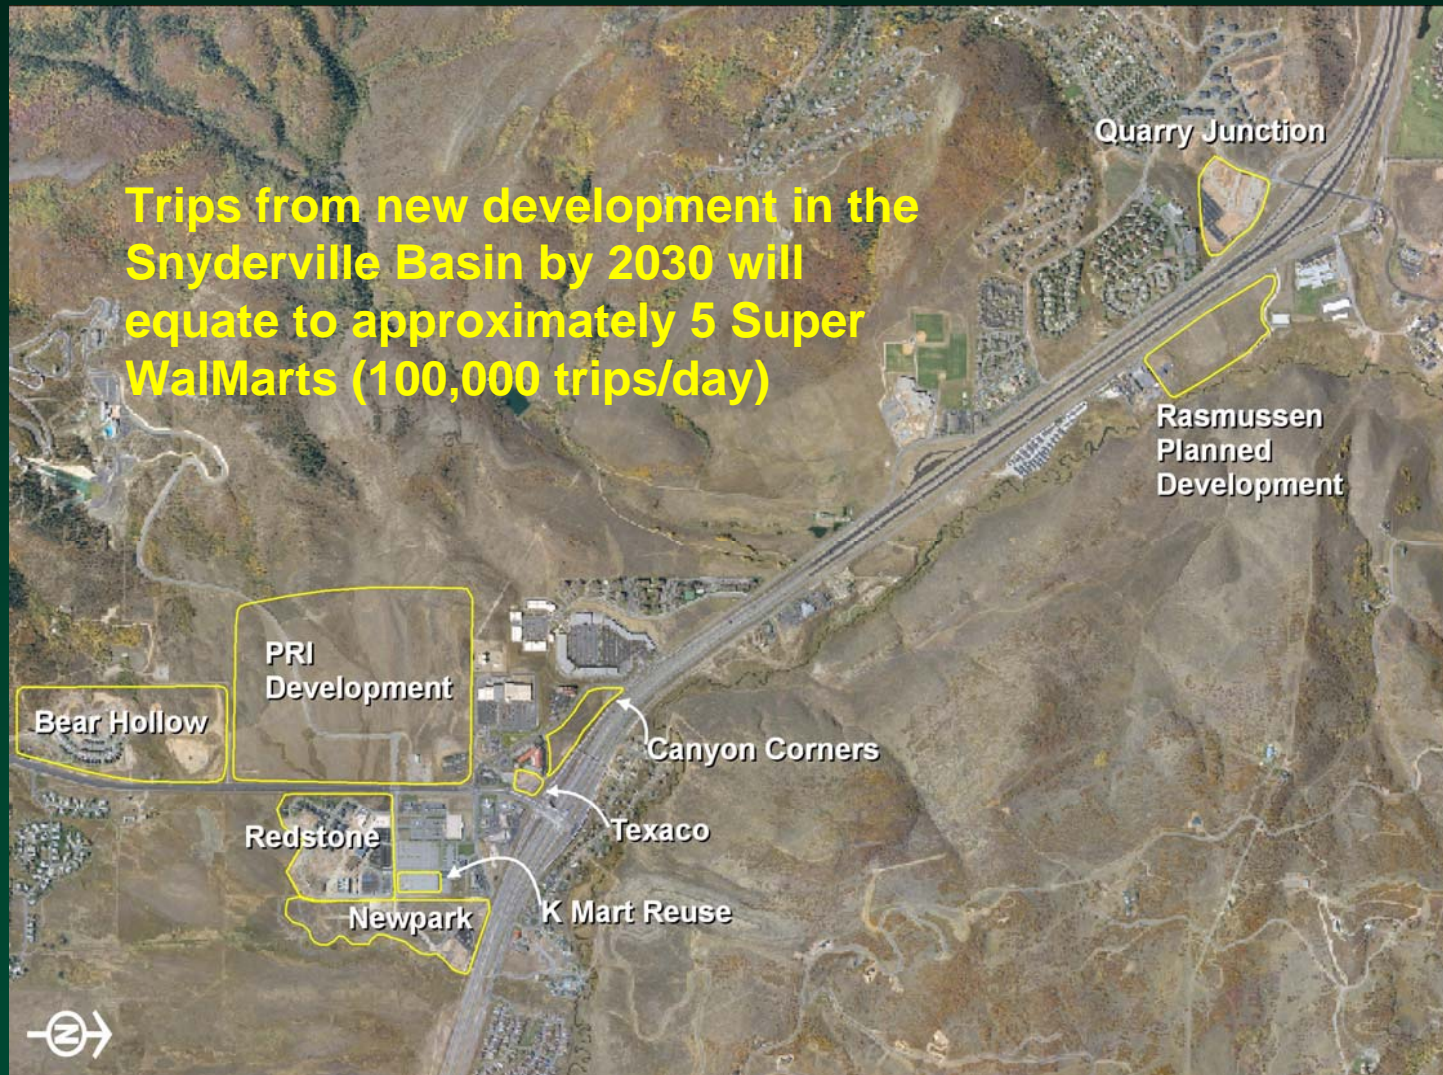 Trips from new development in the
Snyderville Basin by 2030 will
equate to approximately 5 Super
WalMarts (100,000 trips/day)
Quarry Junction
Rasmussen
Planned
Development
PRI
Development
Bear Hollow
Canyon Corners
Texaco
Redstone
K Mart Reuse
Newpark
N